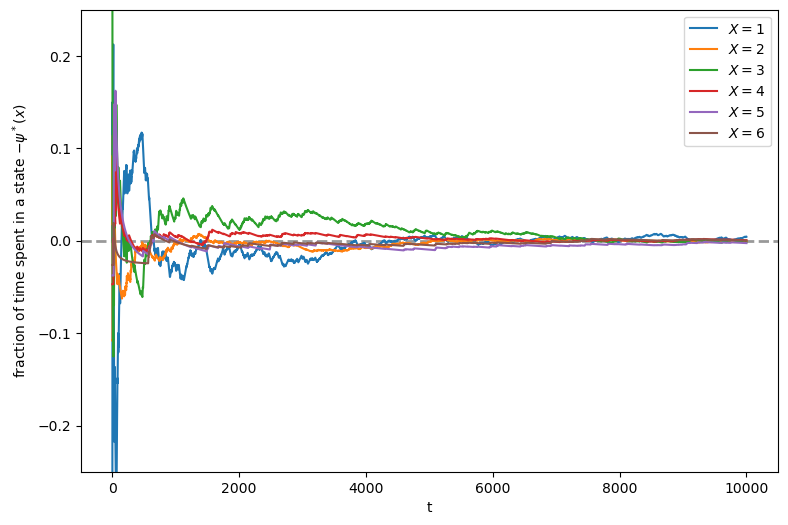 X = 1
X = 2
X = 3
X = 4
X = 5
X = 6
fraction of time spent in a state −ψ*(x)
0.2
0.1
0.0
−0.1
−0.2
0 2000 4000 6000 8000 10000
t